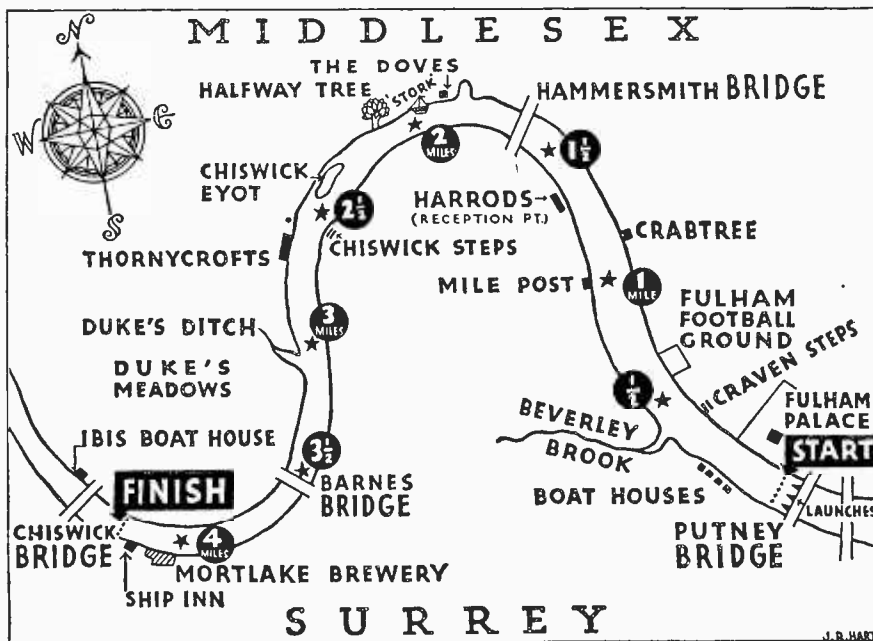 MIDDLESEX
N
W
E
S
THE DOVES
HALFWAY TREE
'STORK'
HAMMERSMITH BRIDGE
2
MILES
1½
CHISWICK
EYOT
HARRODS
(RECEPTION PT.)
2½
CHISWICK STEPS
CRABTREE
THORNYCROFTS
MILE POST
1
MILE
FULHAM
FOOTBALL
GROUND
3
MILES
DUKE'S DITCH
DUKE'S
MEADOWS
CRAVEN STEPS
½
FULHAM
PALACE
BEVERLEY
BROOK
START
IBIS BOAT HOUSE
3½
BARNES
BRIDGE
FINISH
BOAT HOUSES
LAUNCHES
PUTNEY
BRIDGE
CHISWICK
BRIDGE
4
MILES
MORTLAKE BREWERY
SHIP INN
SURREY
J.R.HART